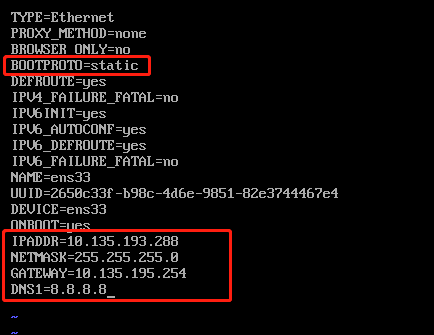 TYPE=Ethernet
PROXY_METHOD=none
BROWSER_ONLY=no
BOOTPROTO=static
DEFROUTE=yes
IPV4_FAILURE_FATAL=no
IPV6INIT=yes
IPV6_AUTOCONF=yes
IPV6_DEFROUTE=yes
IPV6_FAILURE_FATAL=no
NAME=ens33
UUID=2650c33f-b98c-4d6e-9851-82e3744467e4
DEVICE=ens33
ONBOOT=yes
IPADDR=10.135.193.288
NETMASK=255.255.255.0
GATEWAY=10.135.195.254
DNS1=8.8.8.8_
~
~